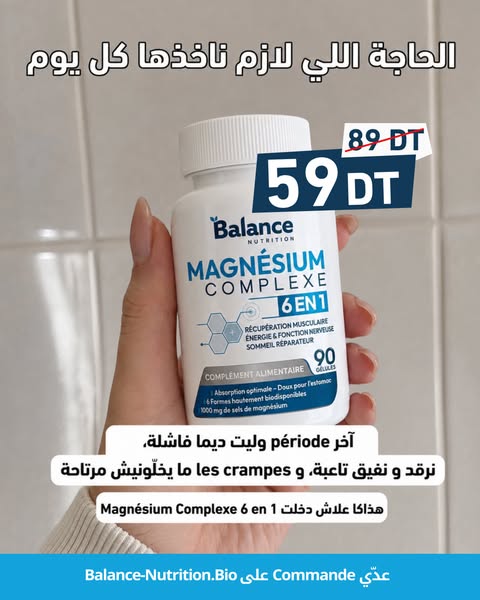 الحاجة اللي لازم ناخذها كل يوم
89 DT
59 DT
Balance
NUTRITION
MAGNÉSIUM
COMPLEXE
6 EN 1
RÉCUPÉRATION MUSCULAIRE
ÉNERGIE & FONCTION NERVEUSE
SOMMEIL RÉPARATEUR
COMPLÉMENT ALIMENTAIRE
90
GÉLULES
Absorption optimale – Doux pour l'estomac
6 Formes hautement biodisponibles
1000 mg de sels de magnésium
آخر période وليت ديما فاشلة،
نرقد و نفيق تاعبة، و les crampes ما يخلّونيش مرتاحة
هذاكا علاش دخلت Magnésium Complexe 6 en 1
عدّي Commande على Balance-Nutrition.Bio